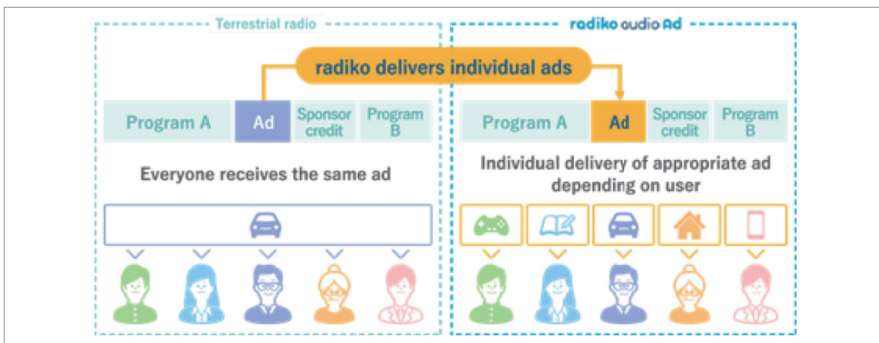 Terrestrial radio
radiko audio Ad
radiko delivers individual ads
Program A
Ad
Sponsor
credit
Program
B
Program A
Ad
Sponsor
credit
Program
B
Everyone receives the same ad
Individual delivery of appropriate ad
depending on user